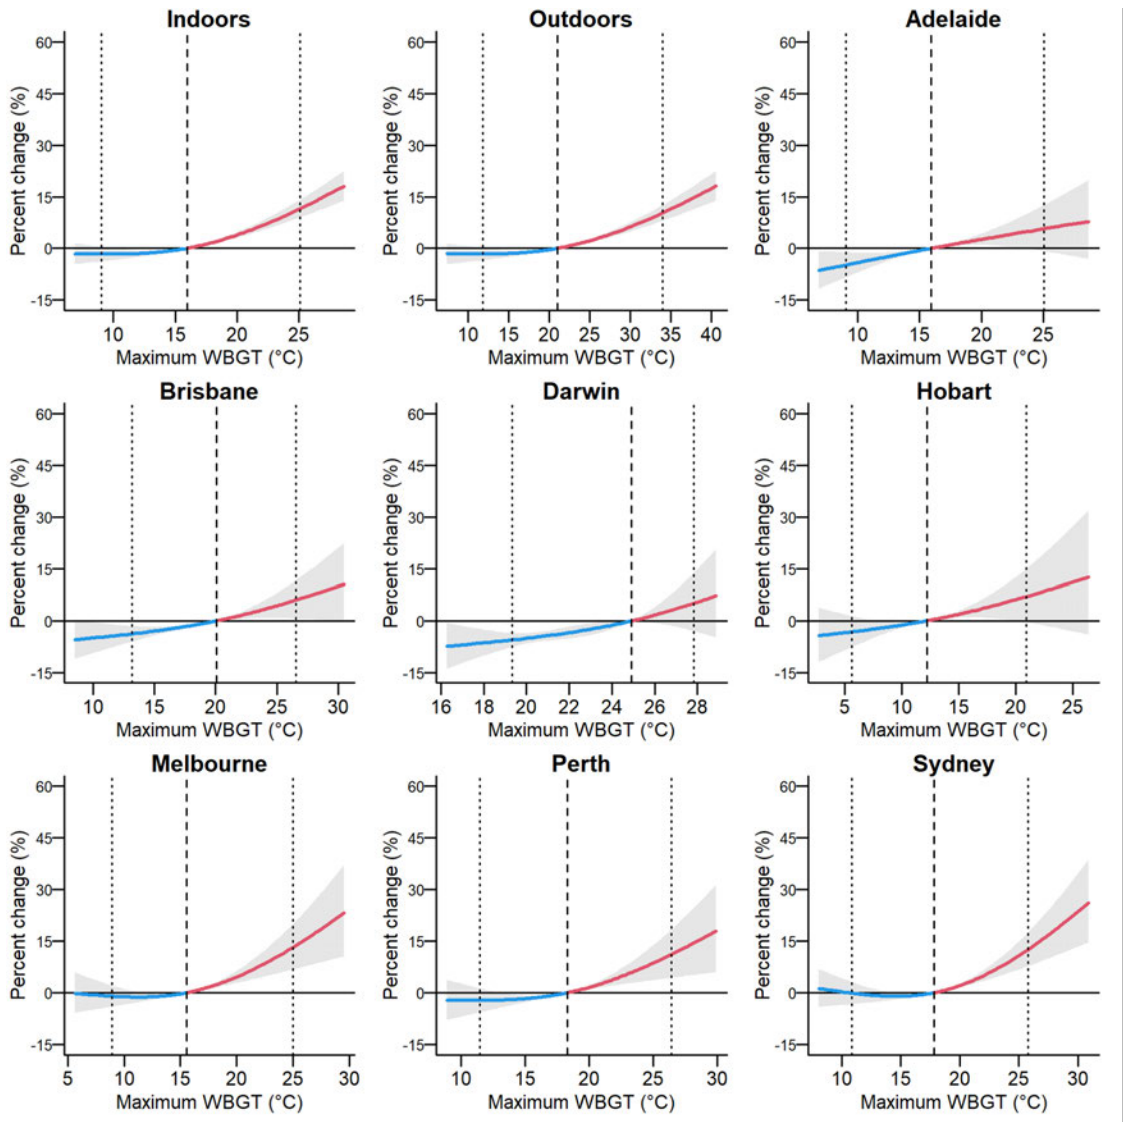 Indoors
Percent change (%)
60
45
30
15
0
-15
10 15 20 25
Maximum WBGT (°C)
Outdoors
Percent change (%)
60
45
30
15
0
-15
10 15 20 25 30 35 40
Maximum WBGT (°C)
Adelaide
Percent change (%)
60
45
30
15
0
-15
10 15 20 25
Maximum WBGT (°C)
Brisbane
Percent change (%)
60
45
30
15
0
-15
10 15 20 25 30
Maximum WBGT (°C)
Darwin
Percent change (%)
60
45
30
15
0
-15
16 18 20 22 24 26 28
Maximum WBGT (°C)
Hobart
Percent change (%)
60
45
30
15
0
-15
5 10 15 20 25
Maximum WBGT (°C)
Melbourne
Percent change (%)
60
45
30
15
0
-15
5 10 15 20 25 30
Maximum WBGT (°C)
Perth
Percent change (%)
60
45
30
15
0
-15
10 15 20 25 30
Maximum WBGT (°C)
Sydney
Percent change (%)
60
45
30
15
0
-15
10 15 20 25 30
Maximum WBGT (°C)